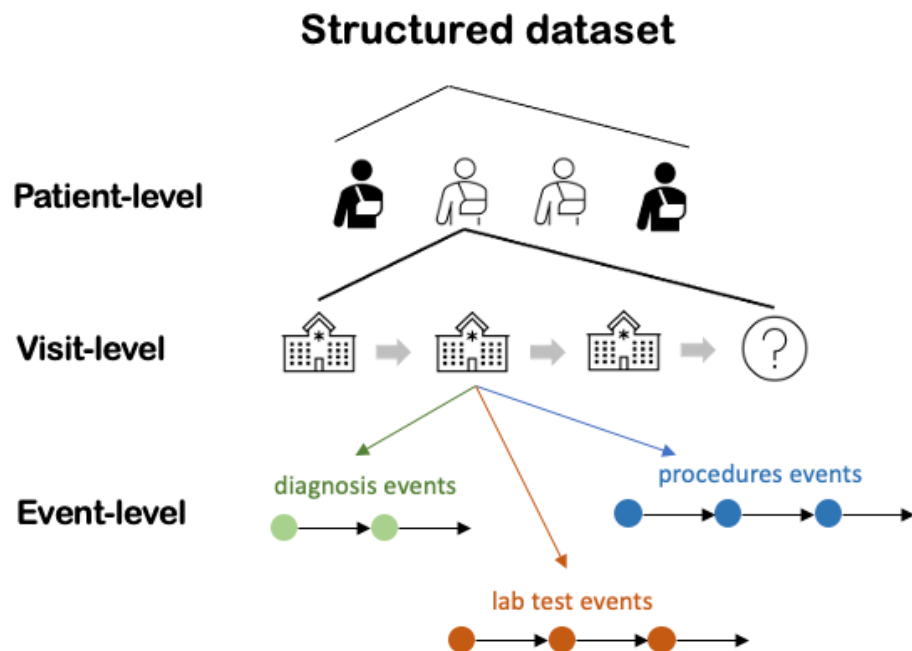 Structured dataset
Patient-level
Visit-level
?
diagnosis events
procedures events
Event-level
lab test events